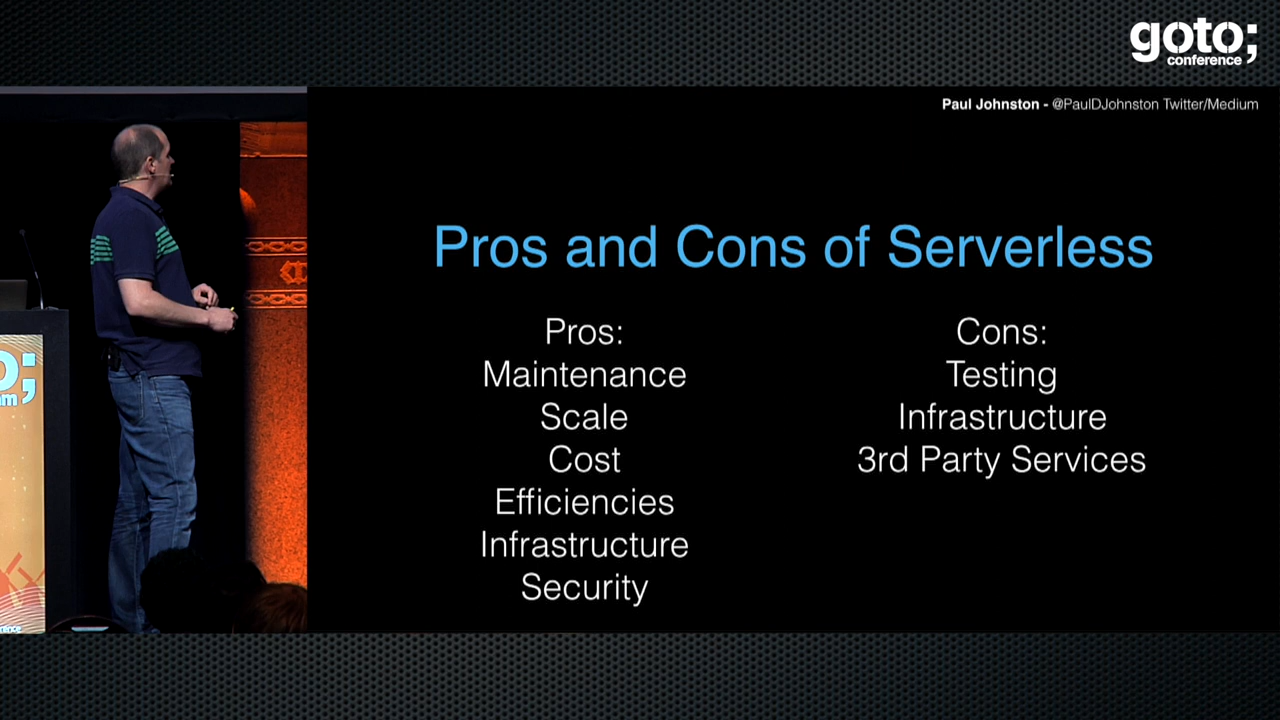 goto;
conference
Paul Johnston - @PaulDJohnston Twitter/Medium
Pros and Cons of Serverless
Pros:
Maintenance
Scale
Cost
Efficiencies
Infrastructure
Security
Cons:
Testing
Infrastructure
3rd Party Services